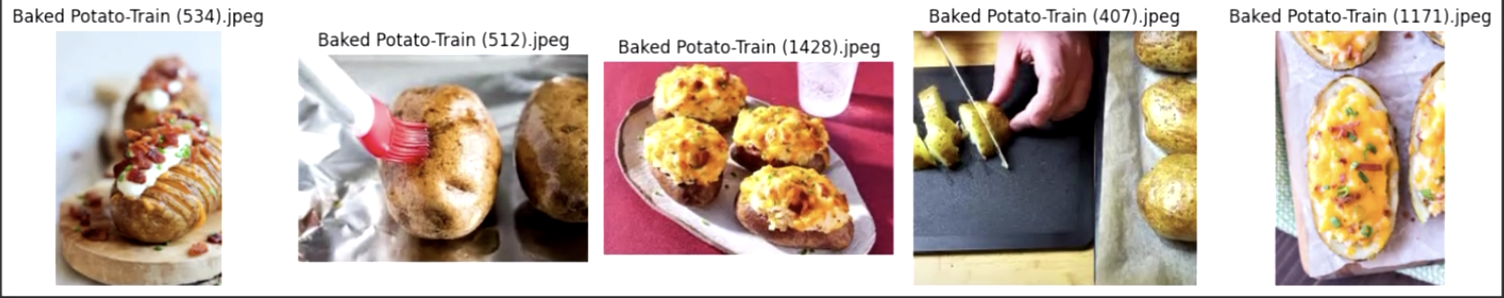 Baked Potato-Train (534).jpeg
Baked Potato-Train (512).jpeg
Baked Potato-Train (1428).jpeg
Baked Potato-Train (407).jpeg
Baked Potato-Train (1171).jpeg